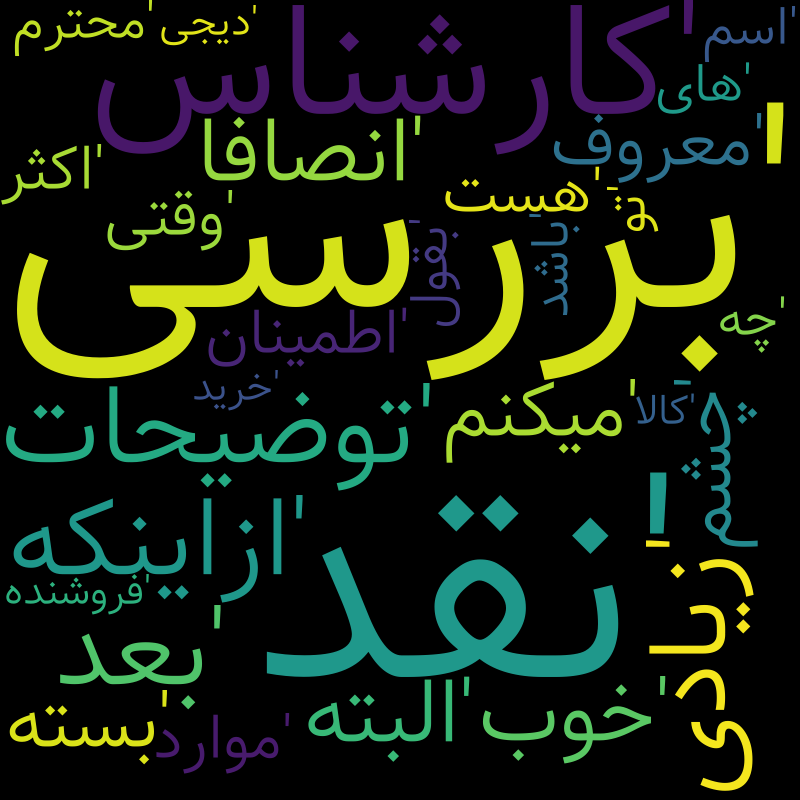 'محترم
'دیجی
'کارشناس
'اسم
'های
'انصافا
'معروف
'اکثر
'وقتی
'هست
'تو
'بررسی
'بقول
'باشد
'چه
'اطمینان
'خرید
'توضیحات
'میکنم
'کالا
'چشم
'نقد
'ازاینکه
'زیادی
'فروشنده
'بعد
'خوب
'البته
'بسته
'موارد